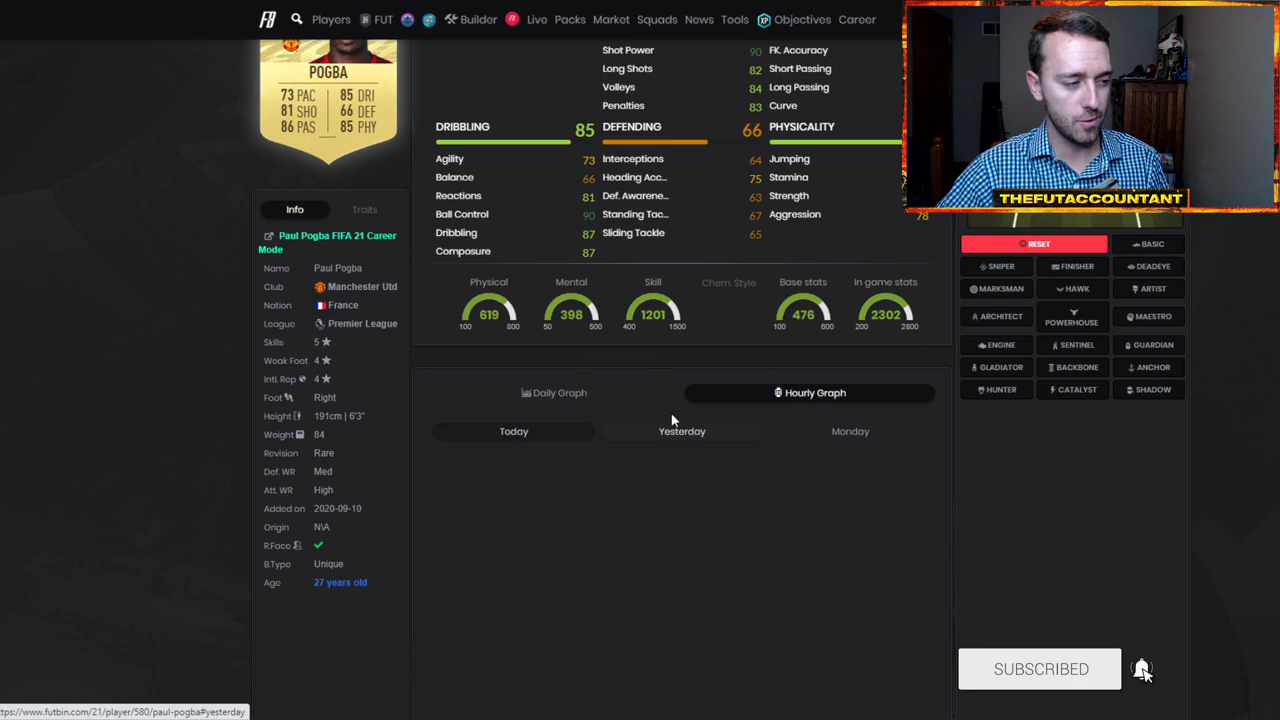 Players FUT Builder Live Packs Market Squads News Tools XP Objectives Career
POGBA
73 PAC 85 DRI
81 SHO 66 DEF
86 PAS 85 PHY
Shot Power 90 FK. Accuracy
Long Shots 82 Short Passing
Volleys 84 Long Passing
Penalties 83 Curve
DRIBBLING 85 DEFENDING 66 PHYSICALITY
Agility 73 Interceptions 64 Jumping
Balance 66 Heading Acc... 75 Stamina
Reactions 81 Def. Awarene... 63 Strength
Ball Control 90 Standing Tac... 67 Aggression 78
Dribbling 87 Sliding Tackle 65
Composure 87
THEFUTACCOUNTANT
Info Traits
Paul Pogba FIFA 21 Career
Mode
Name Paul Pogba
Club Manchester Utd
Nation France
League Premier League
Skills 5
Weak Foot 4
Intl. Rep 4
Foot Right
Height 191cm | 6'3"
Weight 84
Revision Rare
Def. WR Med
Att. WR High
Added on 2020-09-10
Origin N\A
R.Face
B.Type Unique
Age 27 years old
Physical Mental Skill Chem. Style Base stats In game stats
619 398 1201 476 2302
100 800 50 500 400 1500 100 600 200 2800
Daily Graph Hourly Graph
Today Yesterday Monday
RESET BASIC
SNIPER FINISHER DEADEYE
MARKSMAN HAWK ARTIST
ARCHITECT POWERHOUSE MAESTRO
ENGINE SENTINEL GUARDIAN
GLADIATOR BACKBONE ANCHOR
HUNTER CATALYST SHADOW
SUBSCRIBED
ttps://www.futbin.com/21/player/580/paul-pogba#yesterday